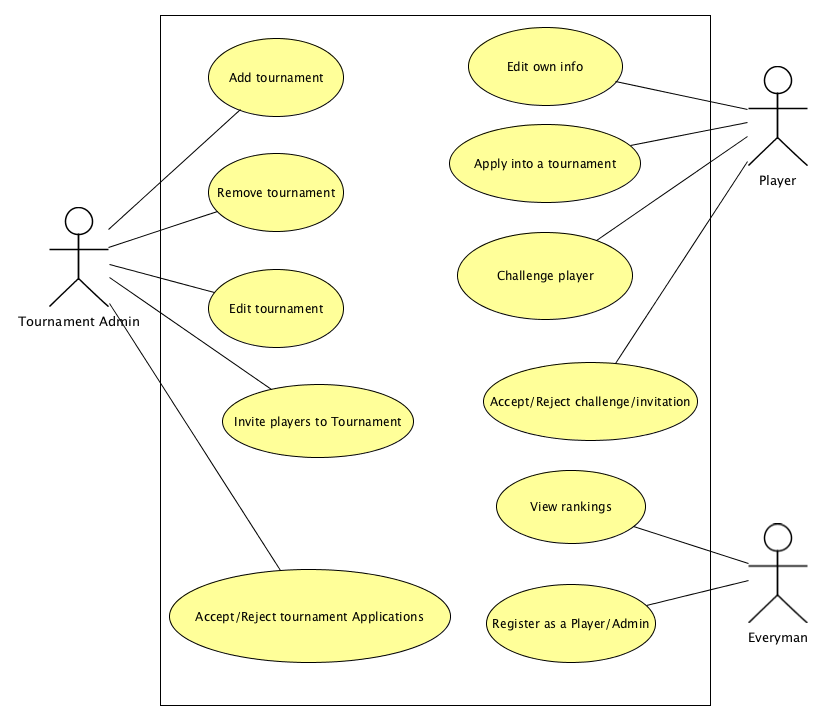 Add tournament
Edit own info
Apply into a tournament
Player
Remove tournament
Challenge player
Edit tournament
Tournament Admin
Accept/Reject challenge/invitation
Invite players to Tournament
View rankings
Accept/Reject tournament Applications
Register as a Player/Admin
Everyman